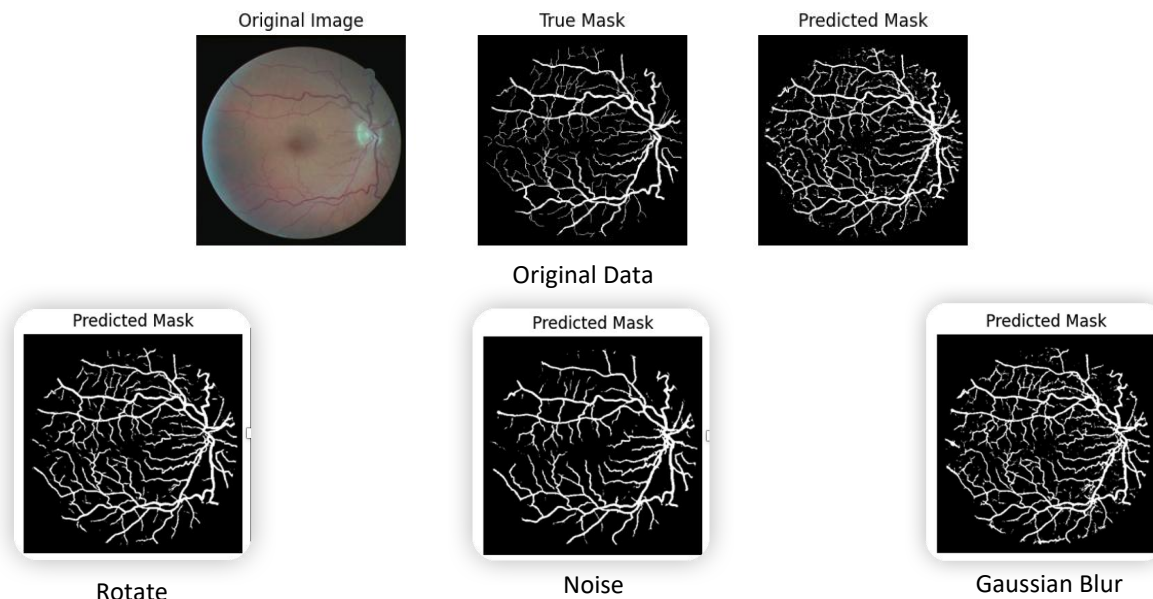 Original Image
True Mask
Predicted Mask
Original Data
Predicted Mask
Predicted Mask
Predicted Mask
Rotate
Noise
Gaussian Blur